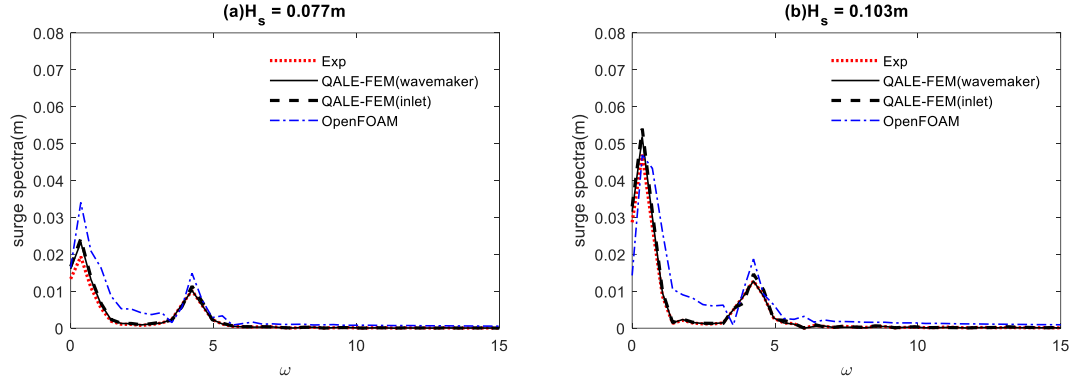 (a)Hs = 0.077m
0.08
0.07
0.06
0.05
0.04
0.03
0.02
0.01
0
surge spectra(m)
Exp
QALE-FEM(wavemaker)
QALE-FEM(inlet)
OpenFOAM
0
5
10
15
ω
(b)Hs = 0.103m
0.08
0.07
0.06
0.05
0.04
0.03
0.02
0.01
0
surge spectra(m)
Exp
QALE-FEM(wavemaker)
QALE-FEM(inlet)
OpenFOAM
0
5
10
15
ω